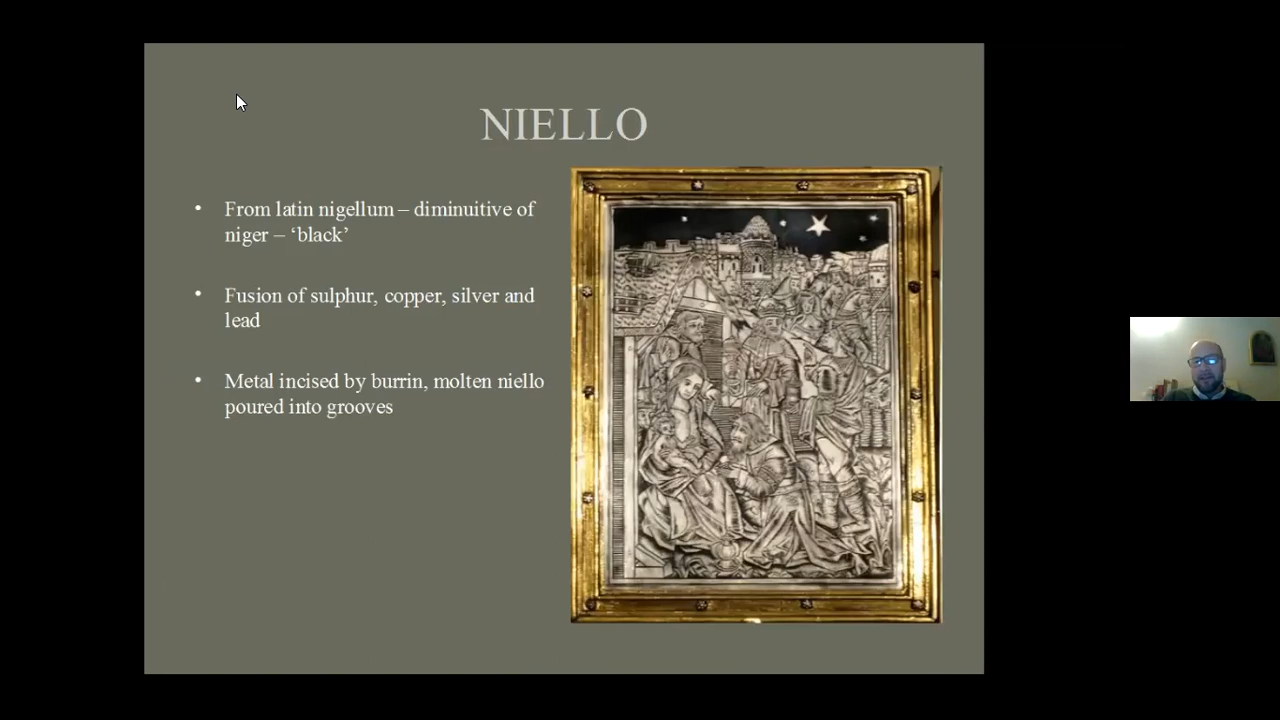 NIELLO
• From latin nigellum – diminuitive of
niger – ‘black’
• Fusion of sulphur, copper, silver and
lead
• Metal incised by burrin, molten niello
poured into grooves